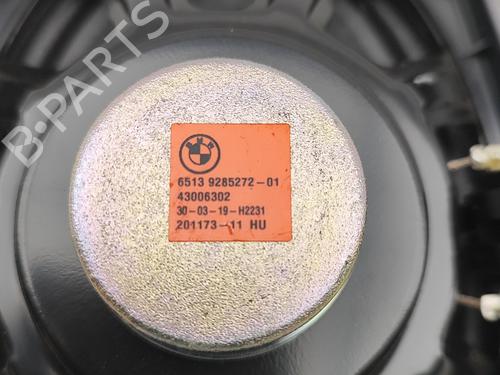 B-PARTS
BMW
6513 9285272-01
43006302
30-03-19-H2231
201173-11 HU